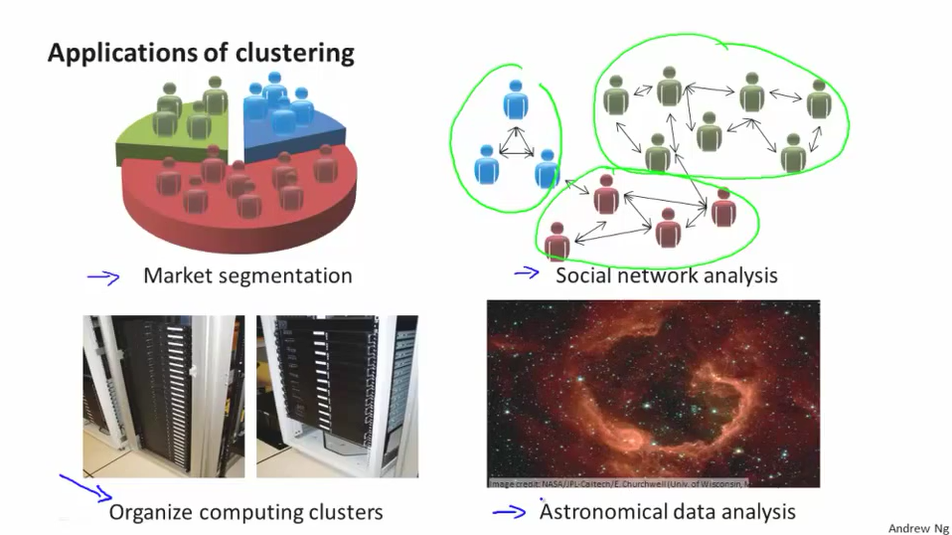 Applications of clustering
Market segmentation
Social network analysis
Image credit: NASA/JPL-Caltech/E. Churchwell (Univ. of Wisconsin,
Organize computing clusters
Astronomical data analysis
Andrew Ng